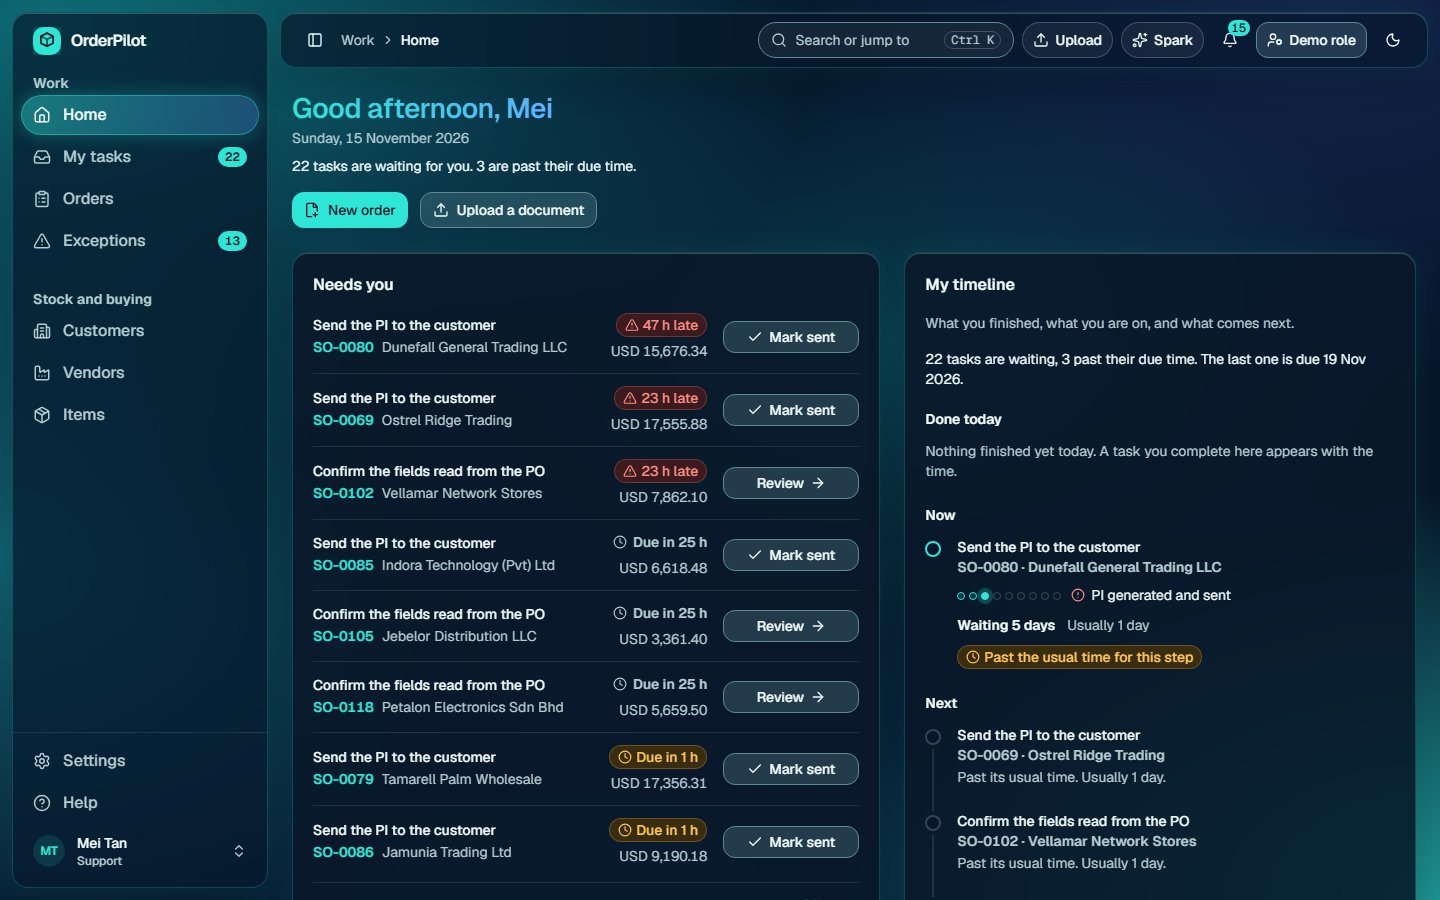 OrderPilot
Work
Home
My tasks
22
Orders
Exceptions
13
Stock and buying
Customers
Vendors
Items
Settings
Help
MT
Mei Tan
Support
Work
Home
Search or jump to
Ctrl K
Upload
Spark
15
Demo role
Good afternoon, Mei
Sunday, 15 November 2026
22 tasks are waiting for you. 3 are past their due time.
New order
Upload a document
Needs you
Send the PI to the customer
47 h late
SO-0080 Dunefall General Trading LLC
USD 15,676.34
Mark sent
Send the PI to the customer
23 h late
SO-0069 Ostrel Ridge Trading
USD 17,555.88
Mark sent
Confirm the fields read from the PO
23 h late
SO-0102 Vellamar Network Stores
USD 7,862.10
Review
Send the PI to the customer
Due in 25 h
SO-0085 Indora Technology (Pvt) Ltd
USD 6,618.48
Mark sent
Confirm the fields read from the PO
Due in 25 h
SO-0105 Jebelor Distribution LLC
USD 3,361.40
Review
Confirm the fields read from the PO
Due in 25 h
SO-0118 Petalon Electronics Sdn Bhd
USD 5,659.50
Review
Send the PI to the customer
Due in 1 h
SO-0079 Tamarell Palm Wholesale
USD 17,356.31
Mark sent
Send the PI to the customer
Due in 1 h
SO-0086 Jamunia Trading Ltd
USD 9,190.18
Mark sent
My timeline
What you finished, what you are on, and what comes next.
22 tasks are waiting, 3 past their due time. The last one is due 19 Nov
2026.
Done today
Nothing finished yet today. A task you complete here appears with the
time.
Now
Send the PI to the customer
SO-0080 · Dunefall General Trading LLC
PI generated and sent
Waiting 5 days Usually 1 day
Past the usual time for this step
Next
Send the PI to the customer
SO-0069 · Ostrel Ridge Trading
Past its usual time. Usually 1 day.
Confirm the fields read from the PO
SO-0102 · Vellamar Network Stores
Past its usual time. Usually 1 day.